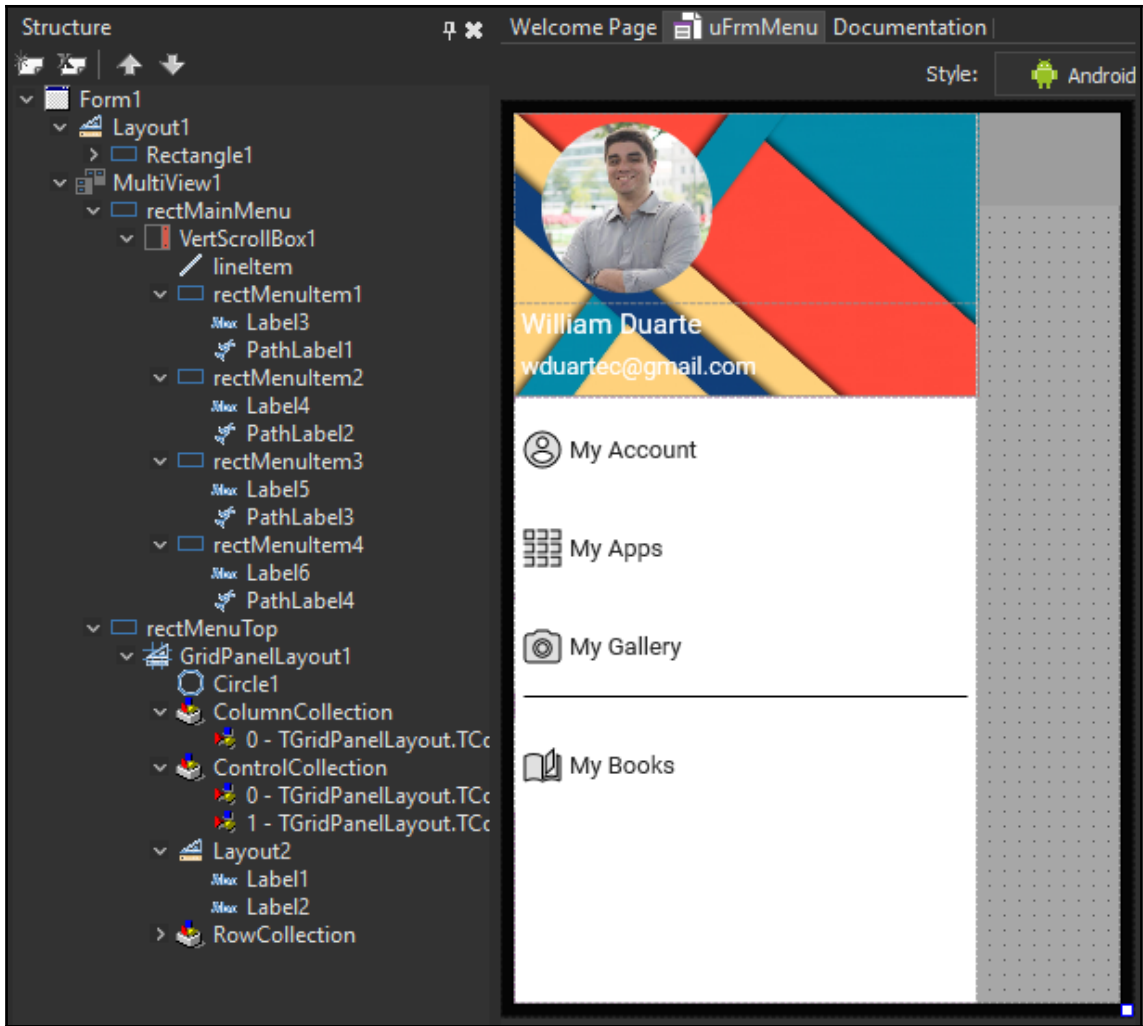 Structure
Welcome Page uFrmMenu Documentation
Style: Android
Form1
Layout1
Rectangle1
MultiView1
rectMainMenu
VertScrollBox1
lineItem
rectMenuItem1
Label3
PathLabel1
rectMenuItem2
Label4
PathLabel2
rectMenuItem3
Label5
PathLabel3
rectMenuItem4
Label6
PathLabel4
rectMenuTop
GridPanelLayout1
Circle1
ColumnCollection
0 - TGridPanelLayout.TCo
ControlCollection
0 - TGridPanelLayout.TCo
1 - TGridPanelLayout.TCo
Layout2
Label1
Label2
RowCollection
William Duarte
wduartec@gmail.com
My Account
My Apps
My Gallery
My Books